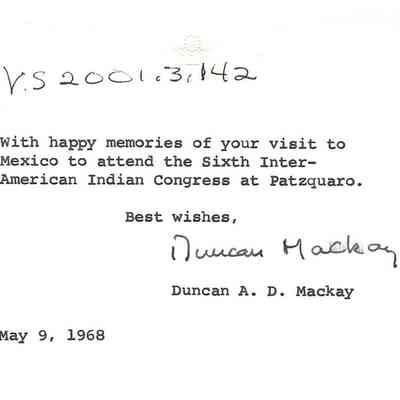 V.S 2001.3.142
With happy memories of your visit to
Mexico to attend the Sixth Inter-
American Indian Congress at Patzquaro.
Best wishes,
Duncan Mackay
Duncan A. D. Mackay
May 9, 1968